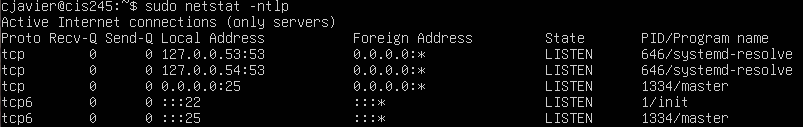 cjavier@cis245:~$ sudo netstat -ntlp
Active Internet connections (only servers)
Proto Recv-Q Send-Q Local Address           Foreign Address         State       PID/Program name
tcp        0      0 127.0.0.53:53           0.0.0.0:*               LISTEN      646/systemd-resolve
tcp        0      0 127.0.0.54:53           0.0.0.0:*               LISTEN      646/systemd-resolve
tcp        0      0 0.0.0.0:25              0.0.0.0:*               LISTEN      1334/master
tcp6       0      0 :::22                   :::*                    LISTEN      1/init
tcp6       0      0 :::25                   :::*                    LISTEN      1334/master